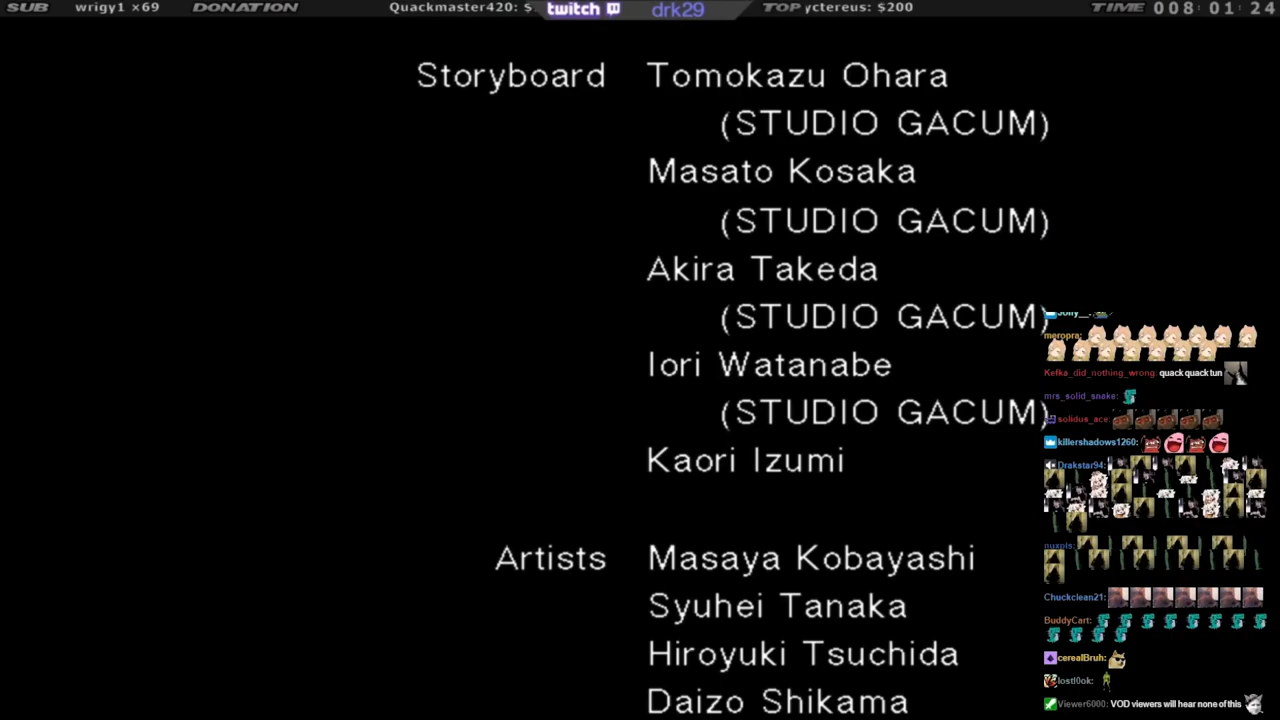 SUB wrigy1 ×69 DONATION Quackmaster420: $ twitch drk29 TOP yctereus: $200 TIME 008:01:24
Storyboard Tomokazu Ohara
(STUDIO GACUM)
Masato Kosaka
(STUDIO GACUM)
Akira Takeda
(STUDIO GACUM)
Iori Watanabe
(STUDIO GACUM)
Kaori Izumi
Artists Masaya Kobayashi
Syuhei Tanaka
Hiroyuki Tsuchida
Daizo Shikama
meropra:
Kefka_did_nothing_wrong: quack quack tun
mrs_solid_snake:
solidus_ace:
killershadows1260:
Drakstar94:
nuxpls:
Chuckclean21:
BuddyCart:
cerealBruh:
lostl0ok:
Viewer6000: VOD viewers will hear none of this